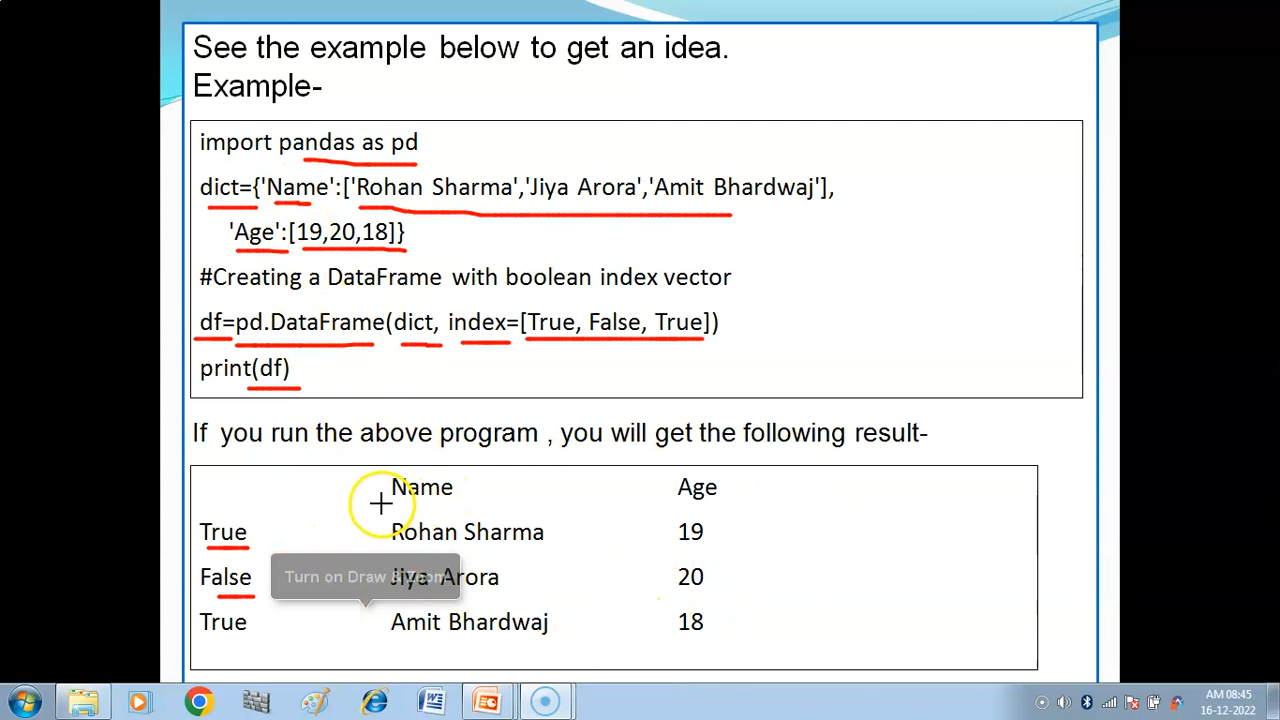 See the example below to get an idea.
Example-
import pandas as pd
dict={'Name':['Rohan Sharma','Jiya Arora','Amit Bhardwaj'],
'Age':[19,20,18]}
#Creating a DataFrame with boolean index vector
df=pd.DataFrame(dict, index=[True, False, True])
print(df)
If you run the above program , you will get the following result-
Name Age
True Rohan Sharma 19
False Jiya Arora 20
Turn on Draw & Zoom
True Amit Bhardwaj 18
AM 08:45
16-12-2022